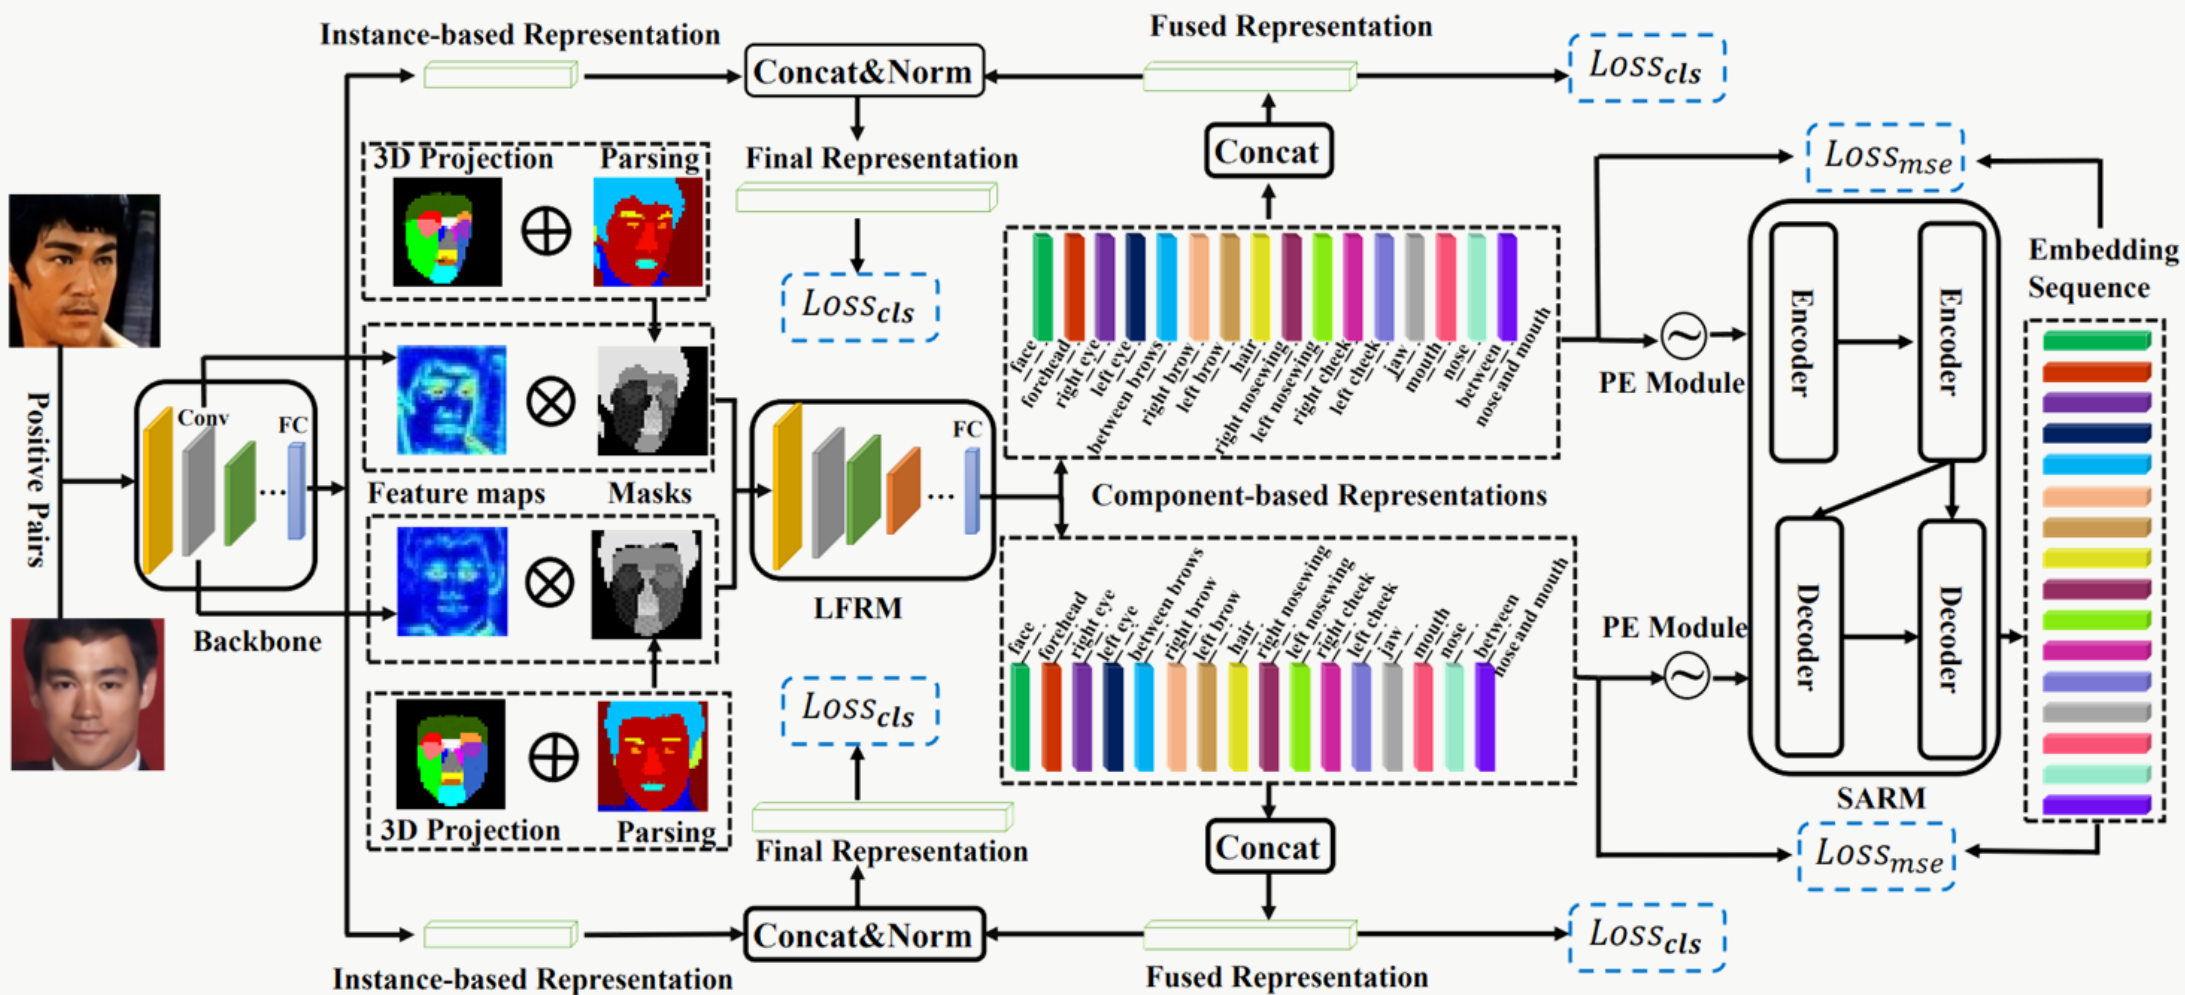 Instance-based Representation
Concat&Norm
Fused Representation
Loss_cls
3D Projection
Parsing
Final Representation
Concat
Loss_mse
Loss_cls
Embedding
Sequence
Encoder
Encoder
face
forehead
right eye
left eye
between brows
right brow
left brow
hair
right nosewing
left nosewing
right cheek
left cheek
jaw
mouth
nose
between
nose and mouth
PE Module
Positive Pairs
Conv
FC
...
Backbone
Feature maps
Masks
FC
...
LFRM
Component-based Representations
face
forehead
right eye
left eye
between brows
right brow
left brow
hair
right nosewing
left nosewing
right cheek
left cheek
jaw
mouth
nose
between
nose and mouth
PE Module
Decoder
Decoder
SARM
Loss_cls
3D Projection
Parsing
Final Representation
Concat
Loss_mse
Concat&Norm
Loss_cls
Instance-based Representation
Fused Representation